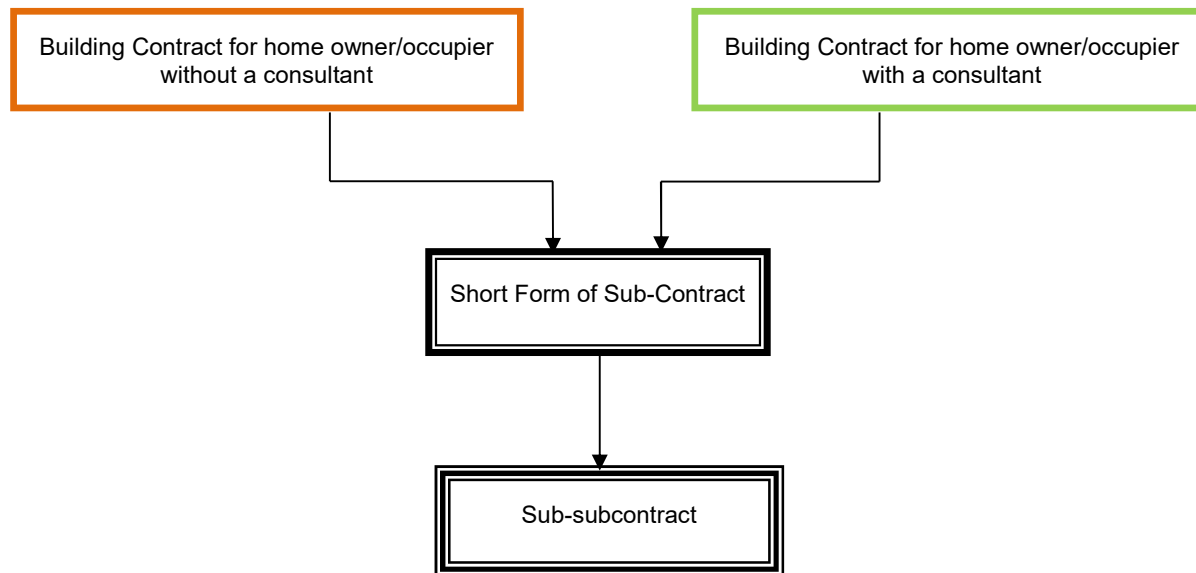 Building Contract for home owner/occupier
without a consultant
Building Contract for home owner/occupier
with a consultant
Short Form of Sub-Contract
Sub-subcontract